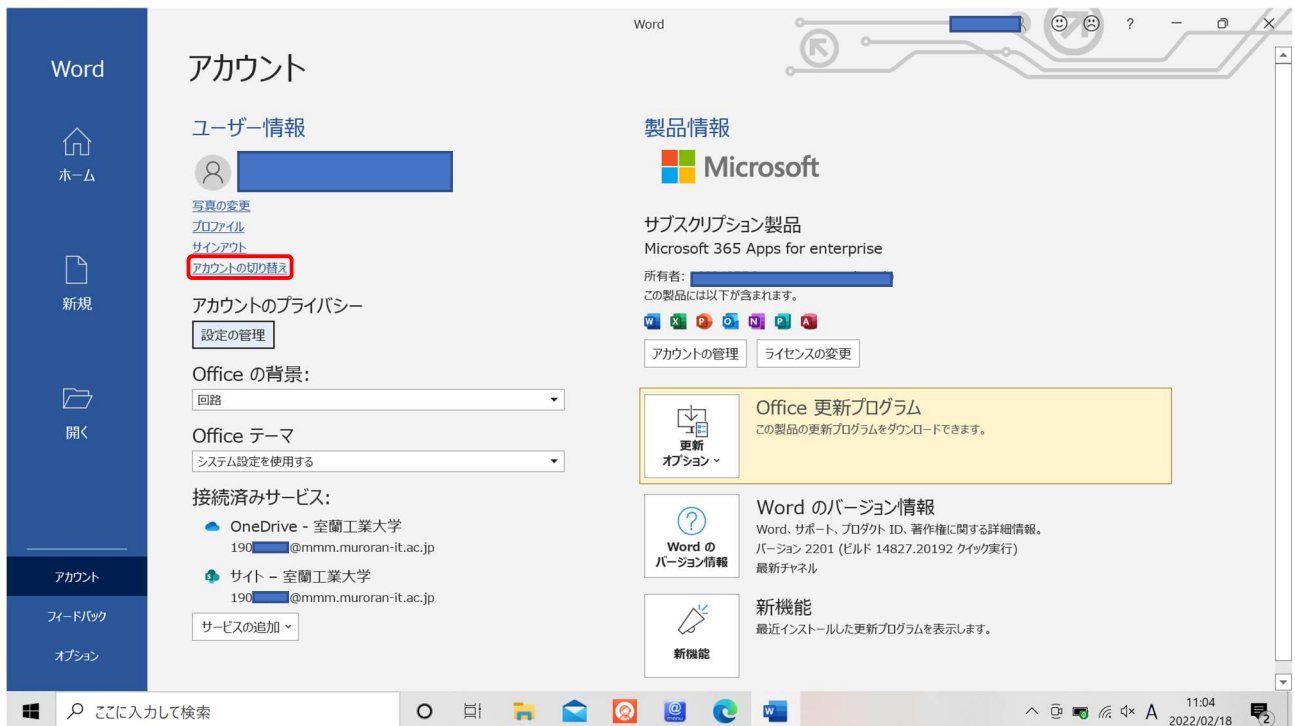 Word
Word
?
アカウント
ホーム
新規
開く
アカウント
フィードバック
オプション
ユーザー情報
写真の変更
プロファイル
サインアウト
アカウントの切り替え
アカウントのプライバシー
設定の管理
Office の背景:
回路
Office テーマ
システム設定を使用する
接続済みサービス:
OneDrive - 室蘭工業大学
190 @mmm.muroran-it.ac.jp
サイト – 室蘭工業大学
190 @mmm.muroran-it.ac.jp
サービスの追加
製品情報
Microsoft
サブスクリプション製品
Microsoft 365 Apps for enterprise
所有者:
この製品には以下が含まれます。
アカウントの管理
ライセンスの変更
更新
オプション
Office 更新プログラム
この製品の更新プログラムをダウンロードできます。
Word の
バージョン情報
Word のバージョン情報
Word、サポート、プロダクト ID、著作権に関する詳細情報。
バージョン 2201 (ビルド 14827.20192 クイック実行)
最新チャネル
新機能
新機能
最近インストールした更新プログラムを表示します。
ここに入力して検索
A
11:04
2022/02/18
2